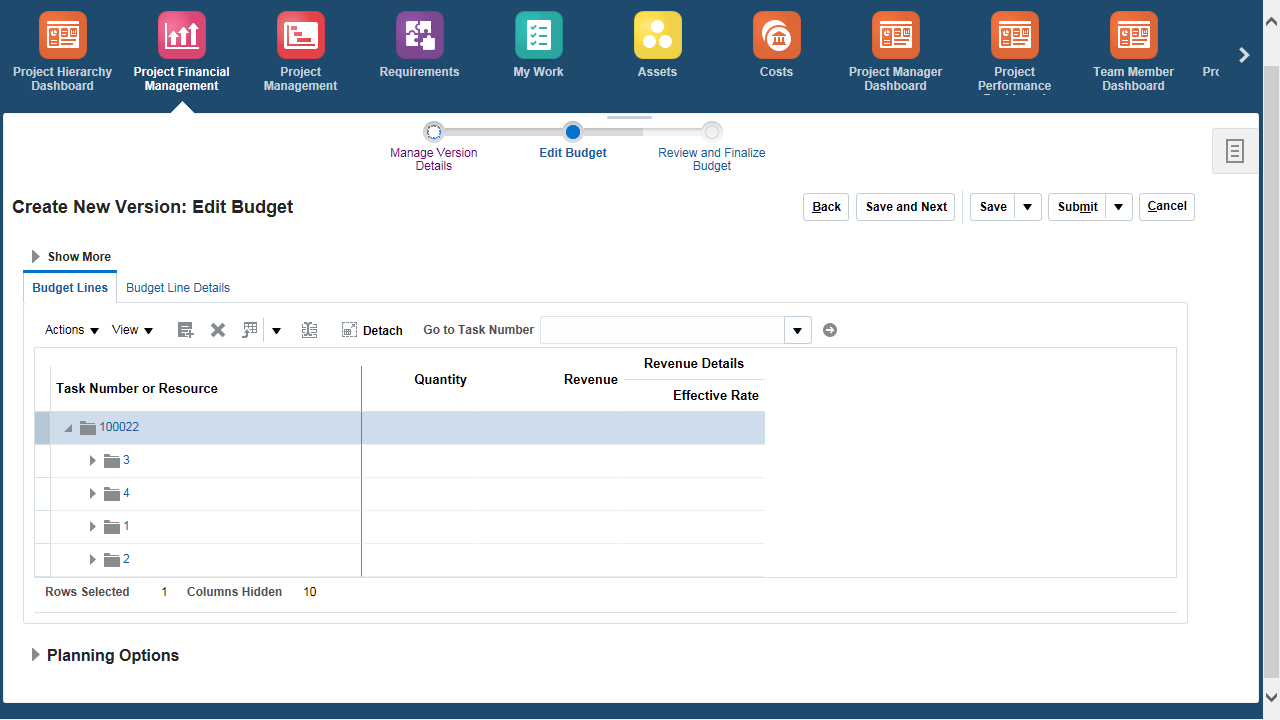 Project Hierarchy
Dashboard
Project Financial
Management
Project
Management
Requirements
My Work
Assets
Costs
Project Manager
Dashboard
Project
Performance
Team Member
Dashboard
Manage Version
Details
Edit Budget
Review and Finalize
Budget
Create New Version: Edit Budget
Back
Save and Next
Save
Submit
Cancel
Show More
Budget Lines
Budget Line Details
Actions
View
Detach
Go to Task Number
Task Number or Resource
Quantity
Revenue
Revenue Details
Effective Rate
100022
3
4
1
2
Rows Selected 1
Columns Hidden 10
Planning Options